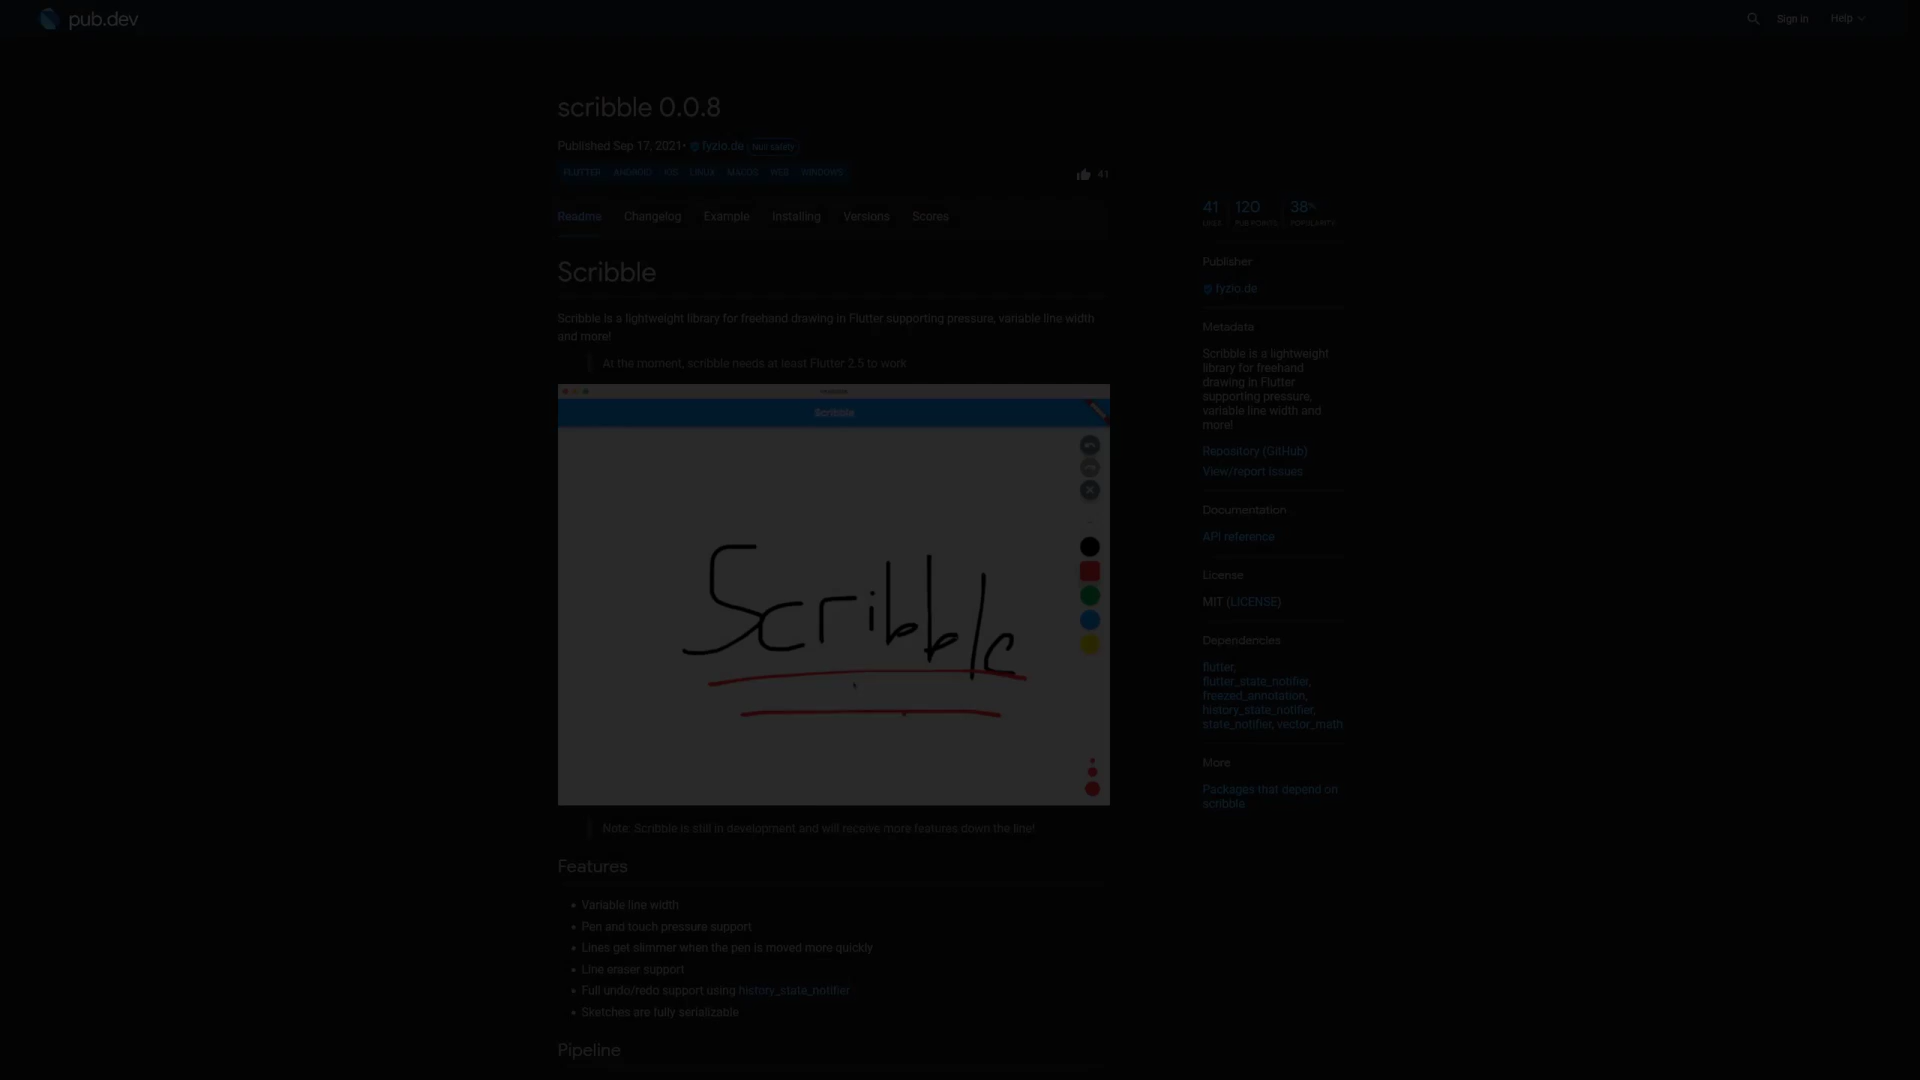 pub.dev
Sign in
Help
scribble 0.0.8
Published Sep 17, 2021• fyzio.de Null safety
FLUTTER ANDROID IOS LINUX MACOS WEB WINDOWS
41
Readme Changelog Example Installing Versions Scores
Scribble
Scribble is a lightweight library for freehand drawing in Flutter supporting pressure, variable line width
and more!
At the moment, scribble needs at least Flutter 2.5 to work
Scribble
Scribble
Note: Scribble is still in development and will receive more features down the line!
Features
• Variable line width
• Pen and touch pressure support
• Lines get slimmer when the pen is moved more quickly
• Line eraser support
• Full undo/redo support using history_state_notifier
• Sketches are fully serializable
Pipeline
41 120 38%
LIKES PUB POINTS POPULARITY
Publisher
fyzio.de
Metadata
Scribble is a lightweight
library for freehand
drawing in Flutter
supporting pressure,
variable line width and
more!
Repository (GitHub)
View/report issues
Documentation
API reference
License
MIT (LICENSE)
Dependencies
flutter,
flutter_state_notifier,
freezed_annotation,
history_state_notifier,
state_notifier, vector_math
More
Packages that depend on
scribble